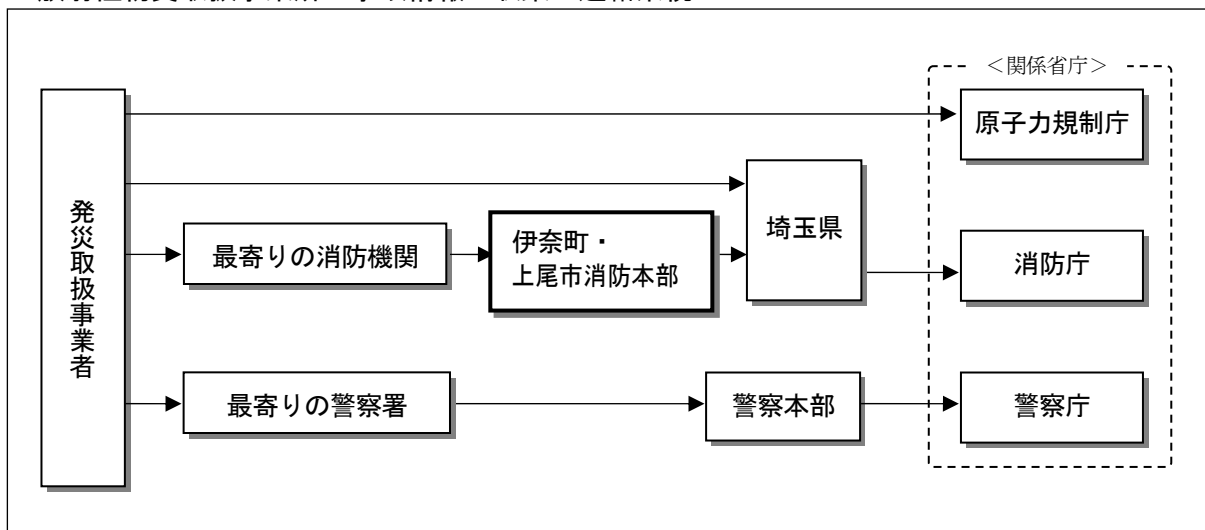 ＜関係省庁＞
原子力規制庁
発災取扱事業者
埼玉県
最寄りの消防機関
伊奈町・
上尾市消防本部
消防庁
最寄りの警察署
警察本部
警察庁